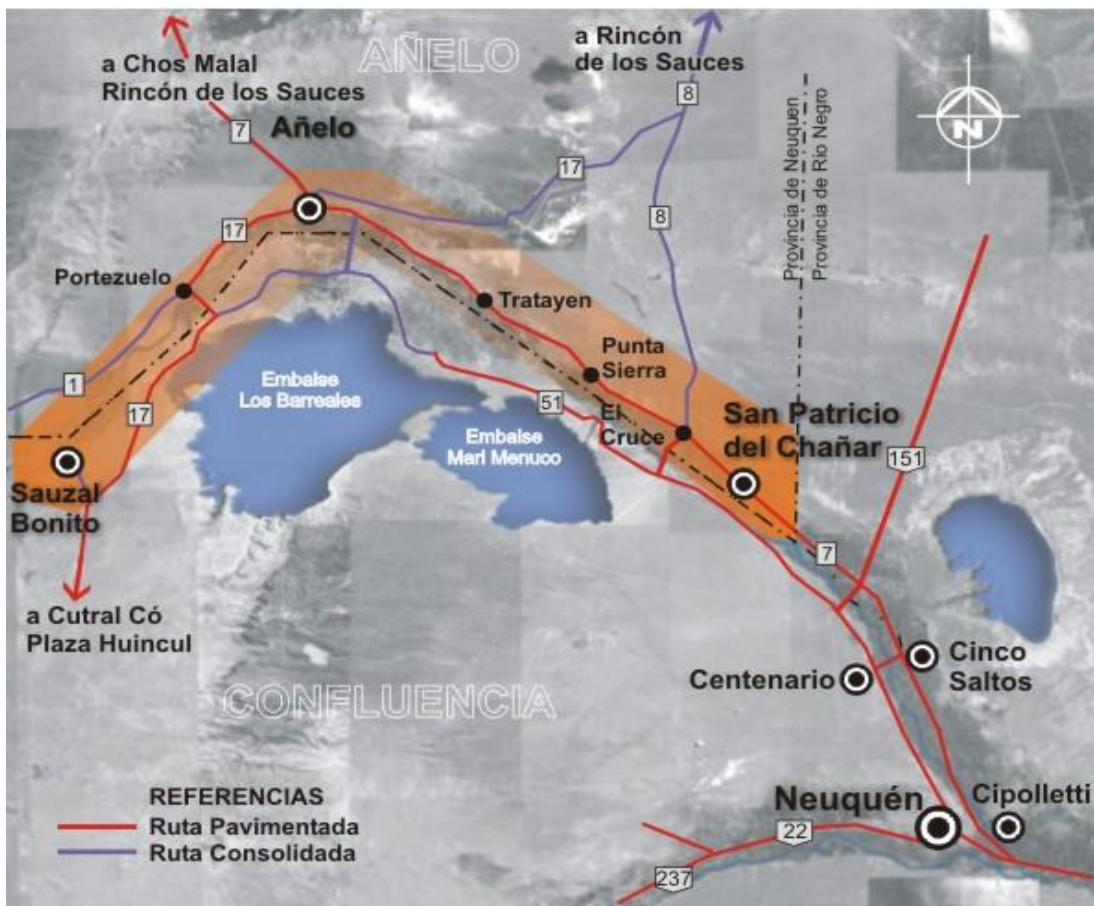 AÑELO
a Chos Malal
Rincón de los Sauces
a Rincón
de los Sauces
8
7
Añelo
17
8
N
Provincia de Neuquen
Provincia de Rio Negro
17
Portezuelo
Tratayen
Punta
Sierra
1
17
Embalse
Los Barreales
51
El
Cruce
San Patricio
del Chañar
Embalse
Mari Menuco
151
Sauzal
Bonito
7
a Cutral Có
Plaza Huincul
CONFLUENCIA
Centenario
Cinco
Saltos
REFERENCIAS
Ruta Pavimentada
Ruta Consolidada
Neuquén
Cipolletti
22
237